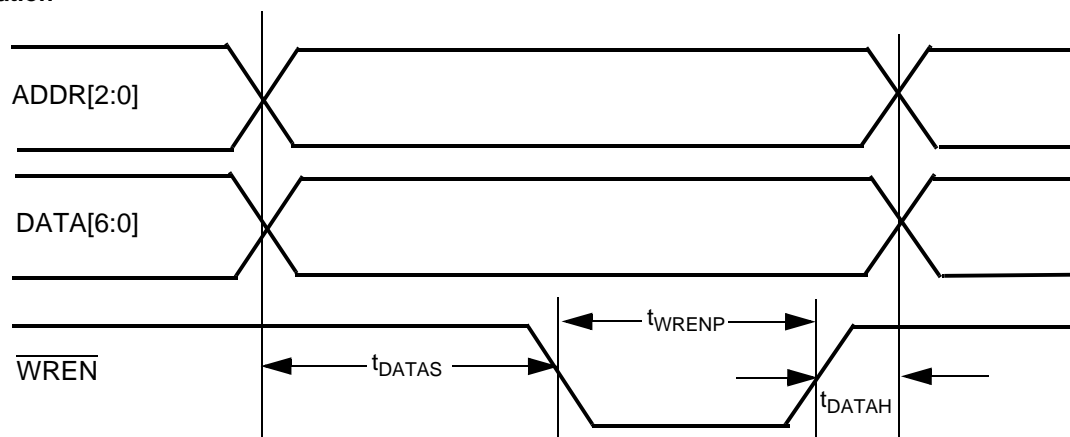 ADDR[2:0]
DATA[6:0]
tWRENP
WREN
tDATAS
tDATAH